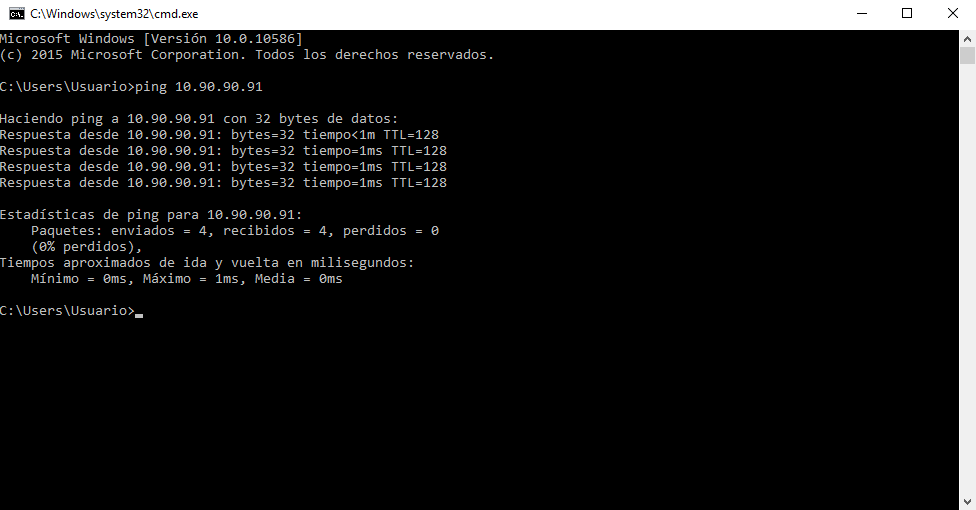 C:\Windows\system32\cmd.exe
Microsoft Windows [Versión 10.0.10586]
(c) 2015 Microsoft Corporation. Todos los derechos reservados.
C:\Users\Usuario>ping 10.90.90.91
Haciendo ping a 10.90.90.91 con 32 bytes de datos:
Respuesta desde 10.90.90.91: bytes=32 tiempo<1m TTL=128
Respuesta desde 10.90.90.91: bytes=32 tiempo=1ms TTL=128
Respuesta desde 10.90.90.91: bytes=32 tiempo=1ms TTL=128
Respuesta desde 10.90.90.91: bytes=32 tiempo=1ms TTL=128
Estadísticas de ping para 10.90.90.91:
    Paquetes: enviados = 4, recibidos = 4, perdidos = 0
    (0% perdidos),
Tiempos aproximados de ida y vuelta en milisegundos:
    Mínimo = 0ms, Máximo = 1ms, Media = 0ms
C:\Users\Usuario>